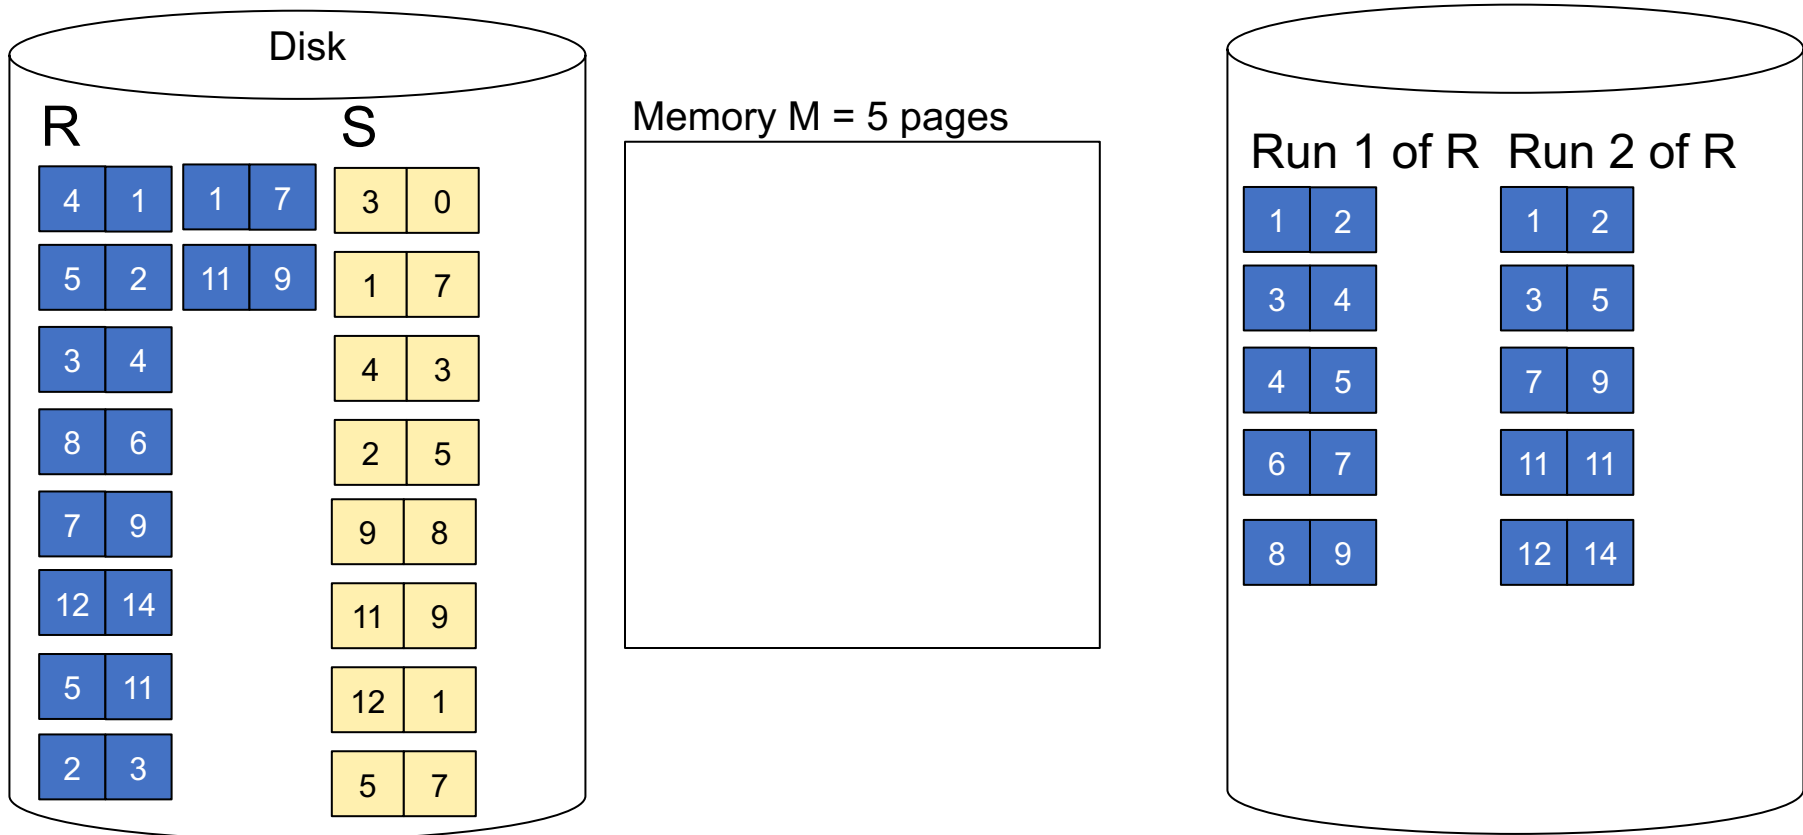 Disk
R S
Memory M = 5 pages
Run 1 of R Run 2 of R
4 1 1 7 3 0
1 2 1 2
5 2 11 9 1 7
3 4 3 5
3 4 4 3
4 5 7 9
8 6 2 5
6 7 11 11
7 9 9 8
8 9 12 14
12 14 11 9
5 11 12 1
2 3 5 7